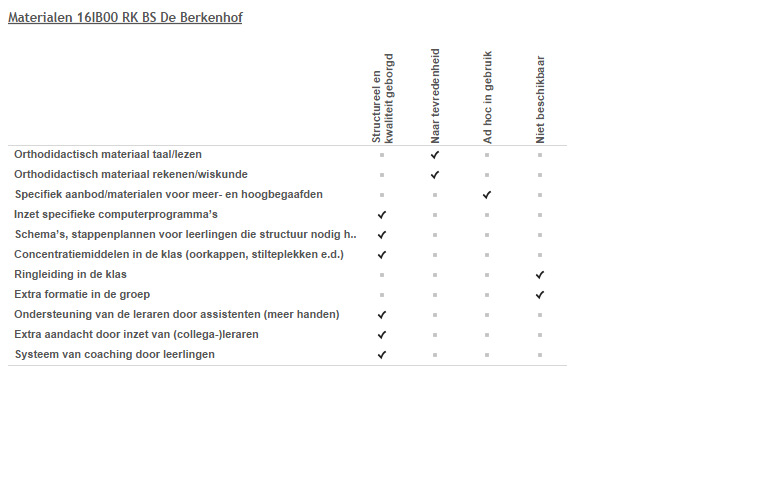 Materialen 16IB00 RK BS De Berkenhof
Structureel en
kwaliteit geborgd
Naar tevredenheid
Ad hoc in gebruik
Niet beschikbaar
Orthodidactisch materiaal taal/lezen
Orthodidactisch materiaal rekenen/wiskunde
Specifiek aanbod/materialen voor meer- en hoogbegaafden
Inzet specifieke computerprogramma's
Schema's, stappenplannen voor leerlingen die structuur nodig h..
Concentratiemiddelen in de klas (oorkappen, stilteplekken e.d.)
Ringleiding in de klas
Extra formatie in de groep
Ondersteuning van de leraren door assistenten (meer handen)
Extra aandacht door inzet van (collega-)leraren
Systeem van coaching door leerlingen